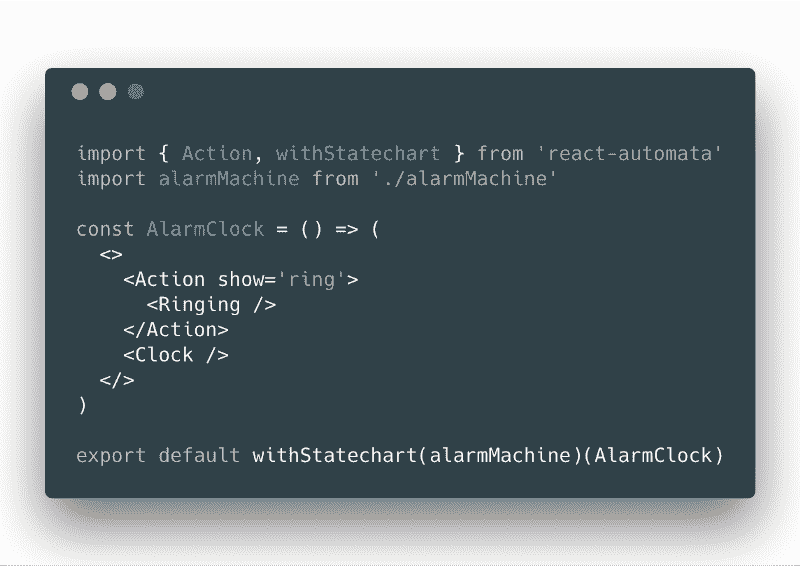 import { Action, withStatechart } from 'react-automata'
import alarmMachine from './alarmMachine'
const AlarmClock = () => (
<>
<Action show='ring'>
<Ringing />
</Action>
<Clock />
</>
)
export default withStatechart(alarmMachine)(AlarmClock)